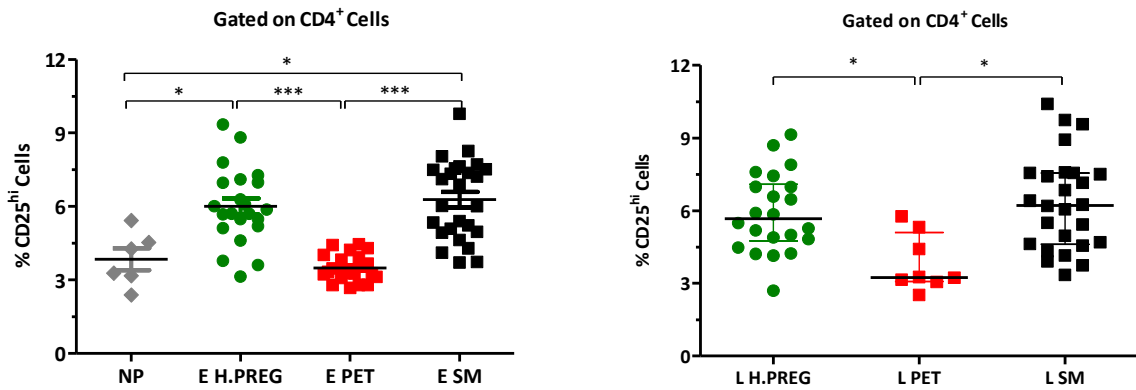 Gated on CD4+ Cells
*
* *** ***
% CD25hi Cells
12
9
6
3
0
NP E H.PREG E PET E SM
Gated on CD4+ Cells
* *
% CD25hi Cells
12
9
6
3
0
L H.PREG L PET L SM